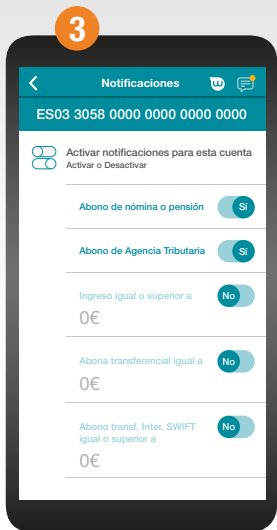 3
Notificaciones
w
ES03 3058 0000 0000 0000 0000
Activar notificaciones para esta cuenta
Activar o Desactivar
Abono de nómina o pensión
Sí
Abono de Agencia Tributaria
Sí
Ingreso igual o superior a
No
0€
Abona transferencial igual a
No
0€
Abono transf. Inter. SWIFT
igual o superior a
No
0€